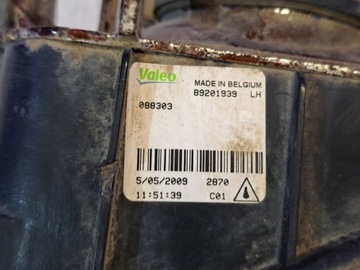 Valeo
MADE IN BELGIUM
89201939 LH
088303
5/05/2009 2870
11:51:39 C01